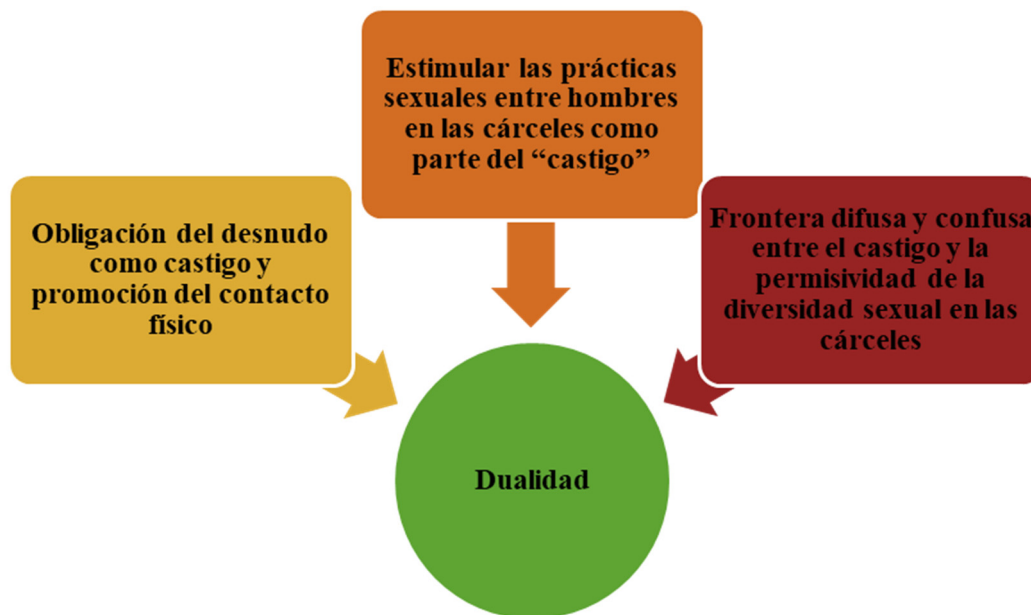 Estimular las prácticas
sexuales entre hombres
en las cárceles como
parte del “castigo”
Obligación del desnudo
como castigo y
promoción del contacto
físico
Frontera difusa y confusa
entre el castigo y la
permisividad de la
diversidad sexual en las
cárceles
Dualidad